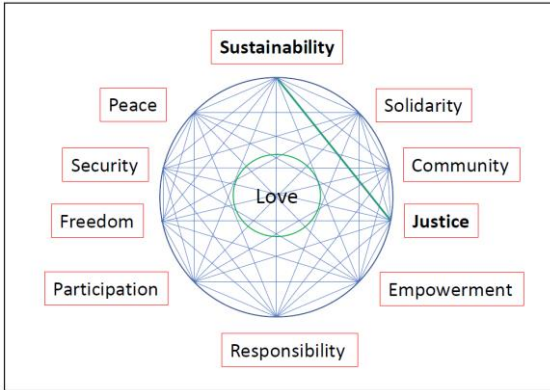 Sustainability
Peace
Solidarity
Security
Community
Love
Freedom
Justice
Participation
Empowerment
Responsibility